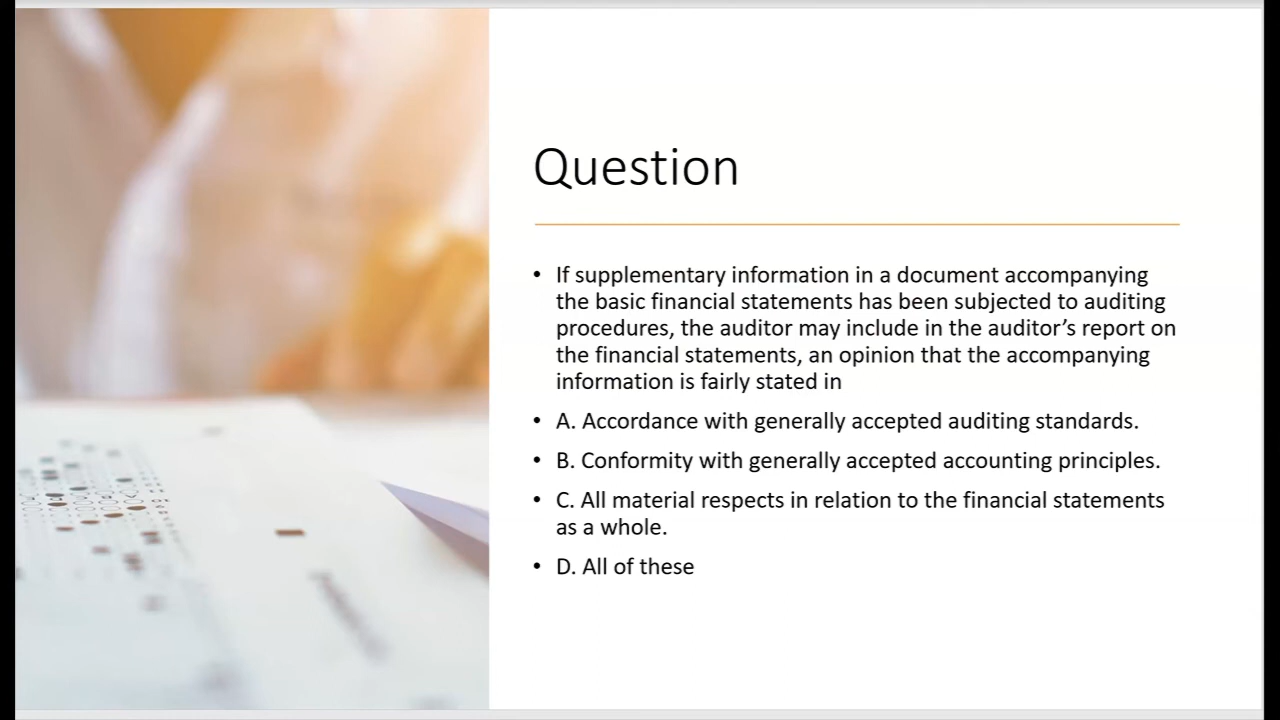 Question
• If supplementary information in a document accompanying
the basic financial statements has been subjected to auditing
procedures, the auditor may include in the auditor’s report on
the financial statements, an opinion that the accompanying
information is fairly stated in
• A. Accordance with generally accepted auditing standards.
• B. Conformity with generally accepted accounting principles.
• C. All material respects in relation to the financial statements
as a whole.
• D. All of these